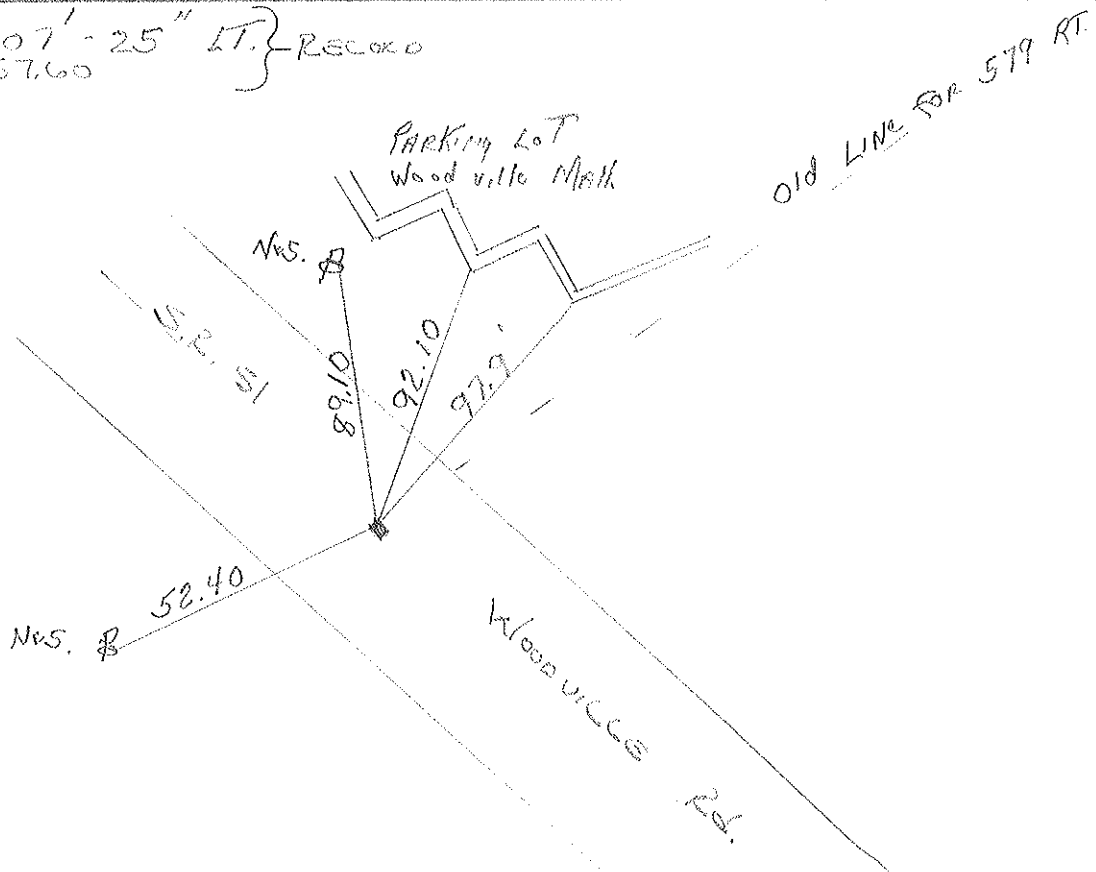 07' - 25" LT. } RECORD
57.60
OLD LINE FOR 579 RT.
PARKING LOT
Woodville Mall
N&S.
S.R. 51
89.10
92.10
97.9'
52.40
N&S.
WOODVILLE Rd.